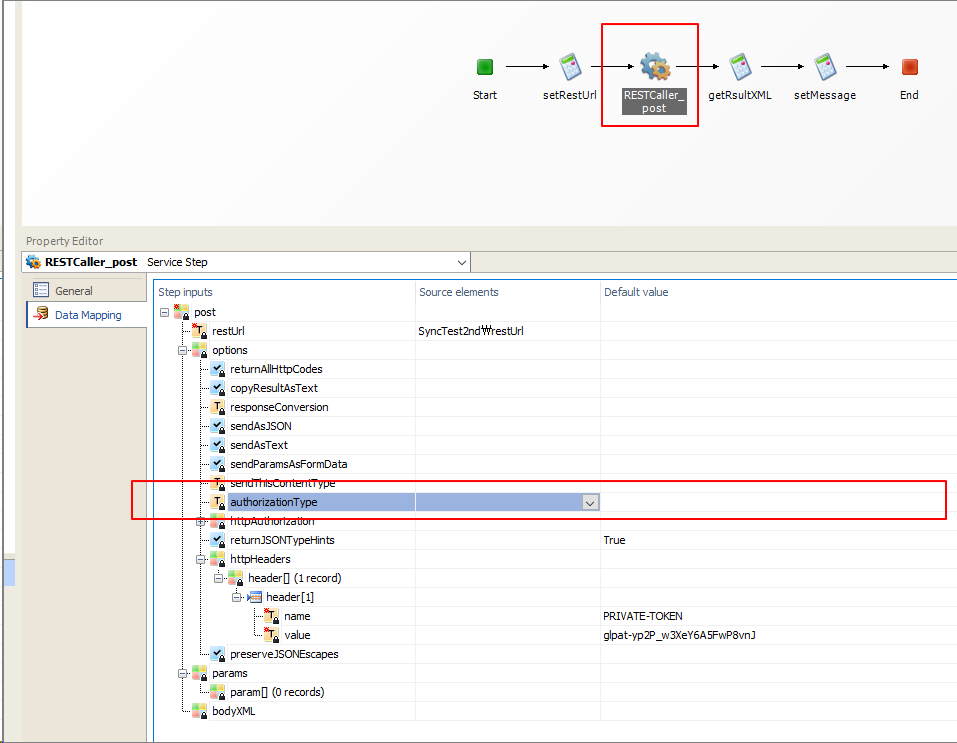 Start
setRestUrl
RESTCaller_
post
getRsultXML
setMessage
End
Property Editor
RESTCaller_post Service Step
General
Data Mapping
Step inputs Source elements Default value
post
restUrl SyncTest2nd₩restUrl
options
returnAllHttpCodes
copyResultAsText
responseConversion
sendAsJSON
sendAsText
sendParamsAsFormData
sendThisContentType
authorizationType
httpAuthorization
returnJSONTypeHints True
httpHeaders
header[] (1 record)
header[1]
name PRIVATE-TOKEN
value glpat-yp2P_w3XeY6A5FwP8vnJ
preserveJSONEscapes
params
param[] (0 records)
bodyXML